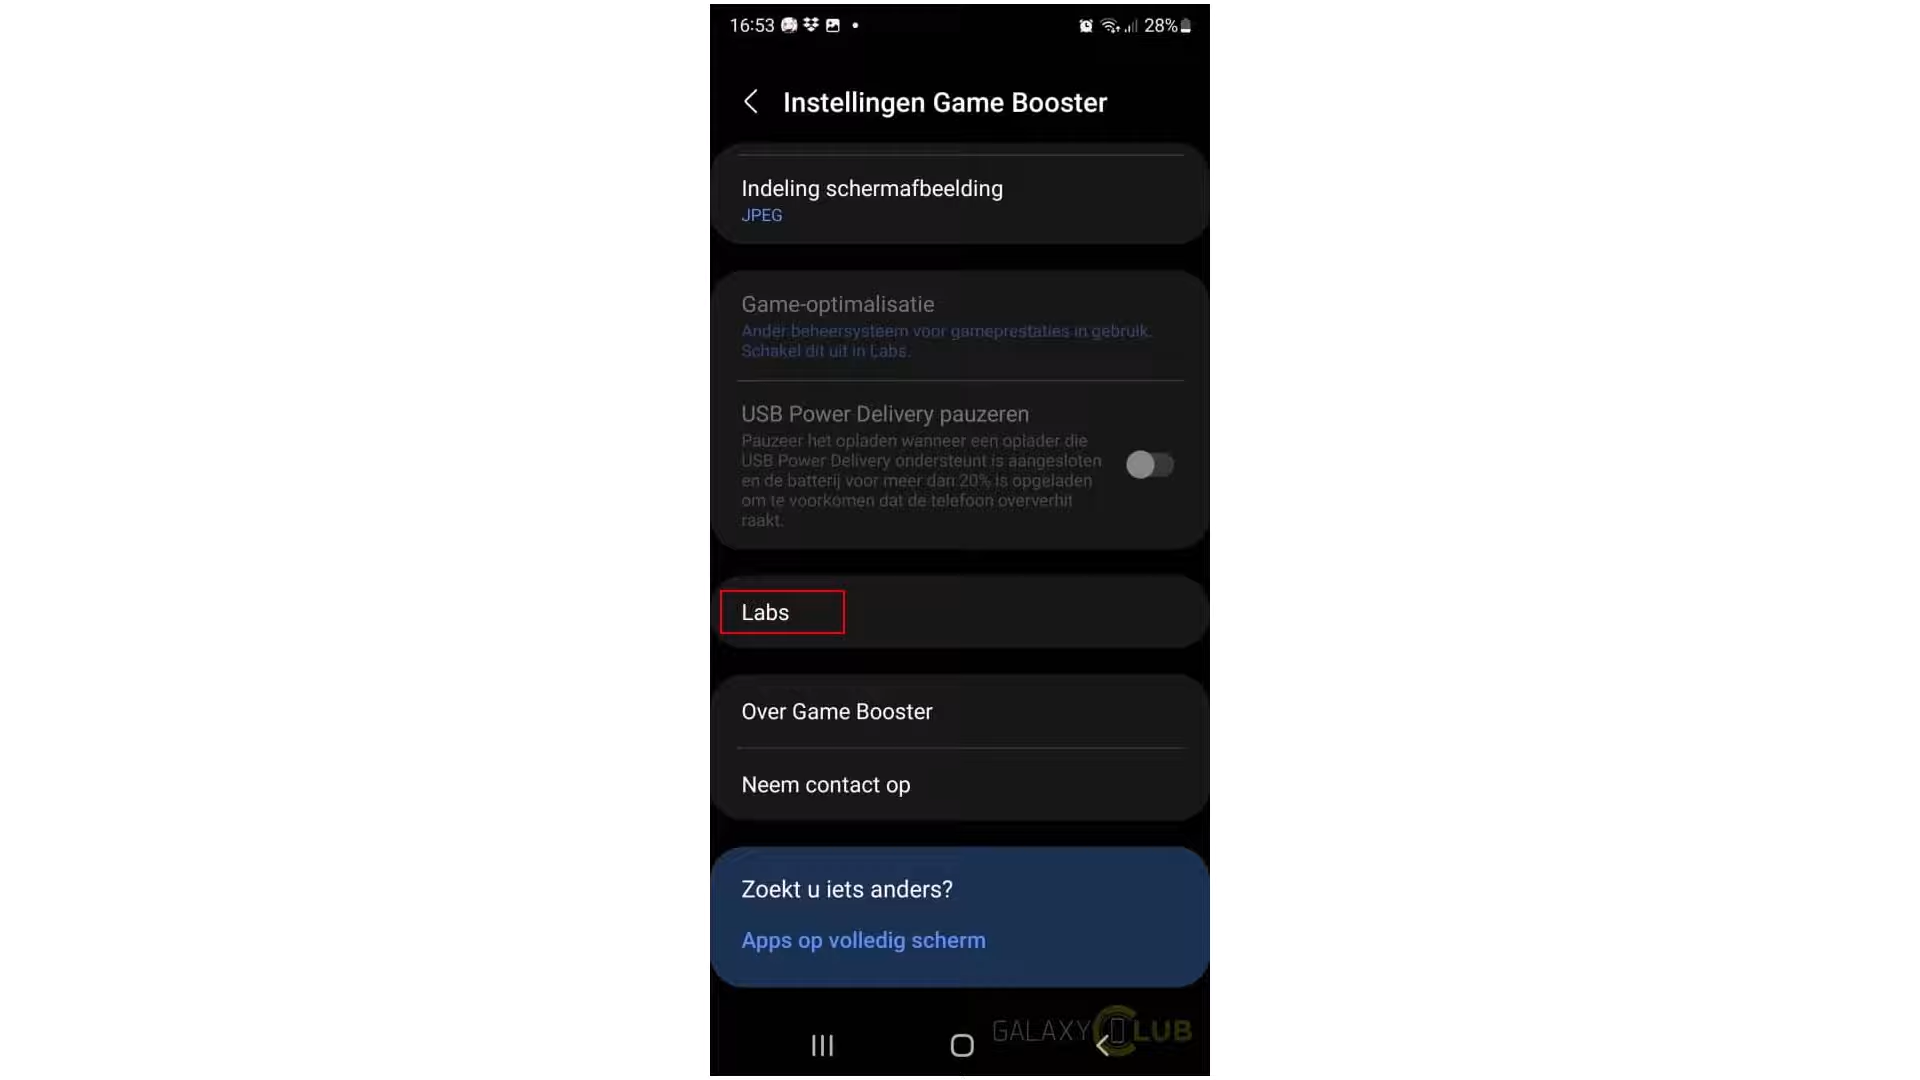 16:53
28%
Instellingen Game Booster
Indeling schermafbeelding
JPEG
Game-optimalisatie
Ander beheersysteem voor gameprestaties in gebruik.
Schakel dit uit in Labs.
USB Power Delivery pauzeren
Pauzeer het opladen wanneer een oplader die
USB Power Delivery ondersteunt is aangesloten
en de batterij voor meer dan 20% is opgeladen
om te voorkomen dat de telefoon oververhit
raakt.
Labs
Over Game Booster
Neem contact op
Zoekt u iets anders?
Apps op volledig scherm
GALAXY CLUB